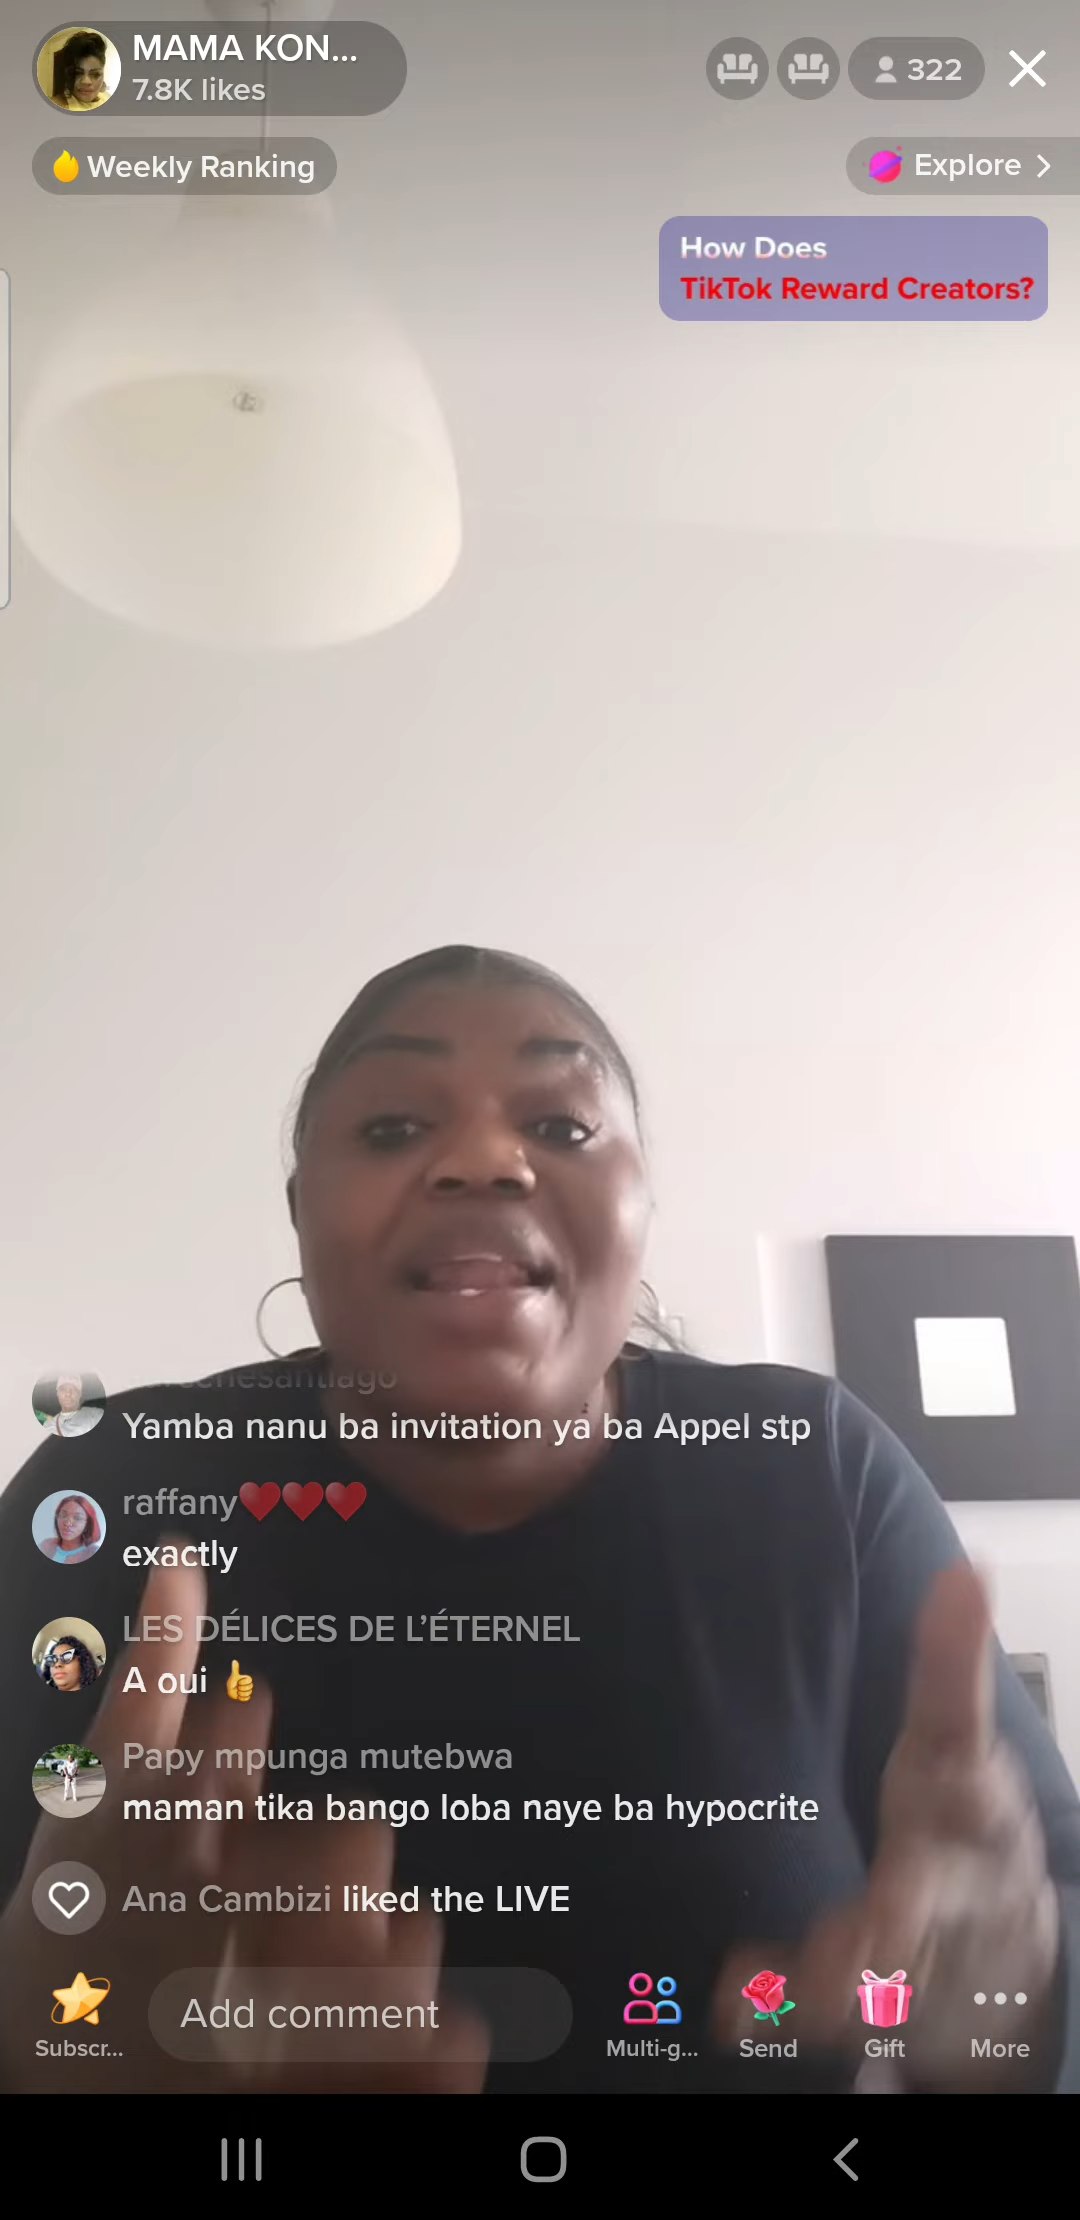 MAMA KON...
7.8K likes
322
Weekly Ranking
Explore
How Does
TikTok Reward Creators?
Yamba nanu ba invitation ya ba Appel stp
raffany❤️❤️❤️
exactly
LES DÉLICES DE L’ÉTERNEL
A oui 👍
Papy mpunga mutebwa
maman tika bango loba naye ba hypocrite
Ana Cambizi liked the LIVE
Add comment
Subscr... Multi-g... Send Gift More